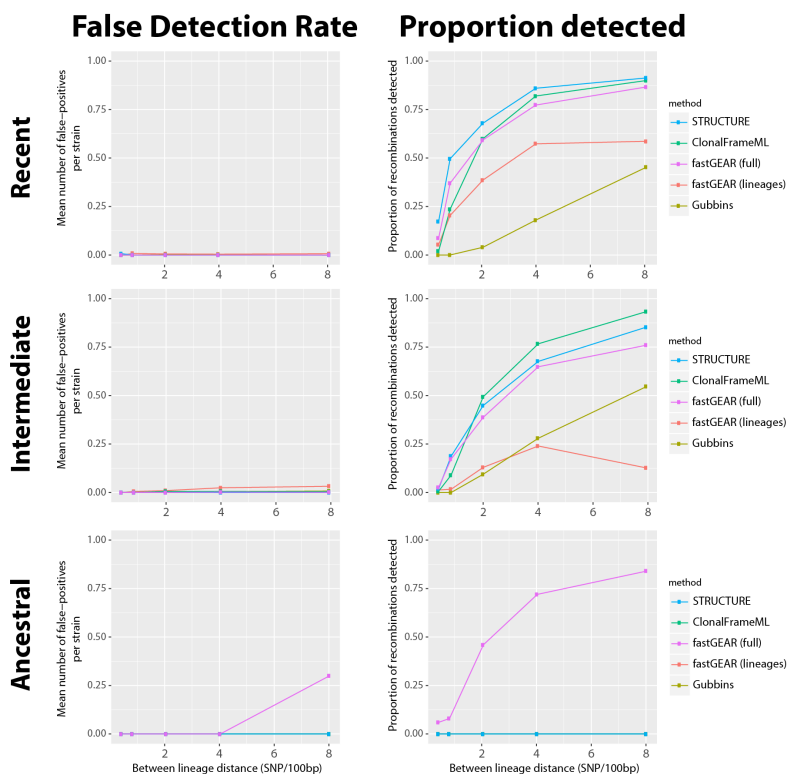 False Detection Rate
Proportion detected
Recent
Mean number of false−positives
per strain
1.00
0.75
0.50
0.25
0.00
2
4
6
8
Proportion of recombinations detected
1.00
0.75
0.50
0.25
0.00
2
4
6
8
method
STRUCTURE
ClonalFrameML
fastGEAR (full)
fastGEAR (lineages)
Gubbins
Intermediate
Mean number of false−positives
per strain
1.00
0.75
0.50
0.25
0.00
2
4
6
8
Proportion of recombinations detected
1.00
0.75
0.50
0.25
0.00
2
4
6
8
method
STRUCTURE
ClonalFrameML
fastGEAR (full)
fastGEAR (lineages)
Gubbins
Ancestral
Mean number of false−positives
per strain
1.00
0.75
0.50
0.25
0.00
2
4
6
8
Between lineage distance (SNP/100bp)
Proportion of recombinations detected
1.00
0.75
0.50
0.25
0.00
2
4
6
8
Between lineage distance (SNP/100bp)
method
STRUCTURE
ClonalFrameML
fastGEAR (full)
fastGEAR (lineages)
Gubbins